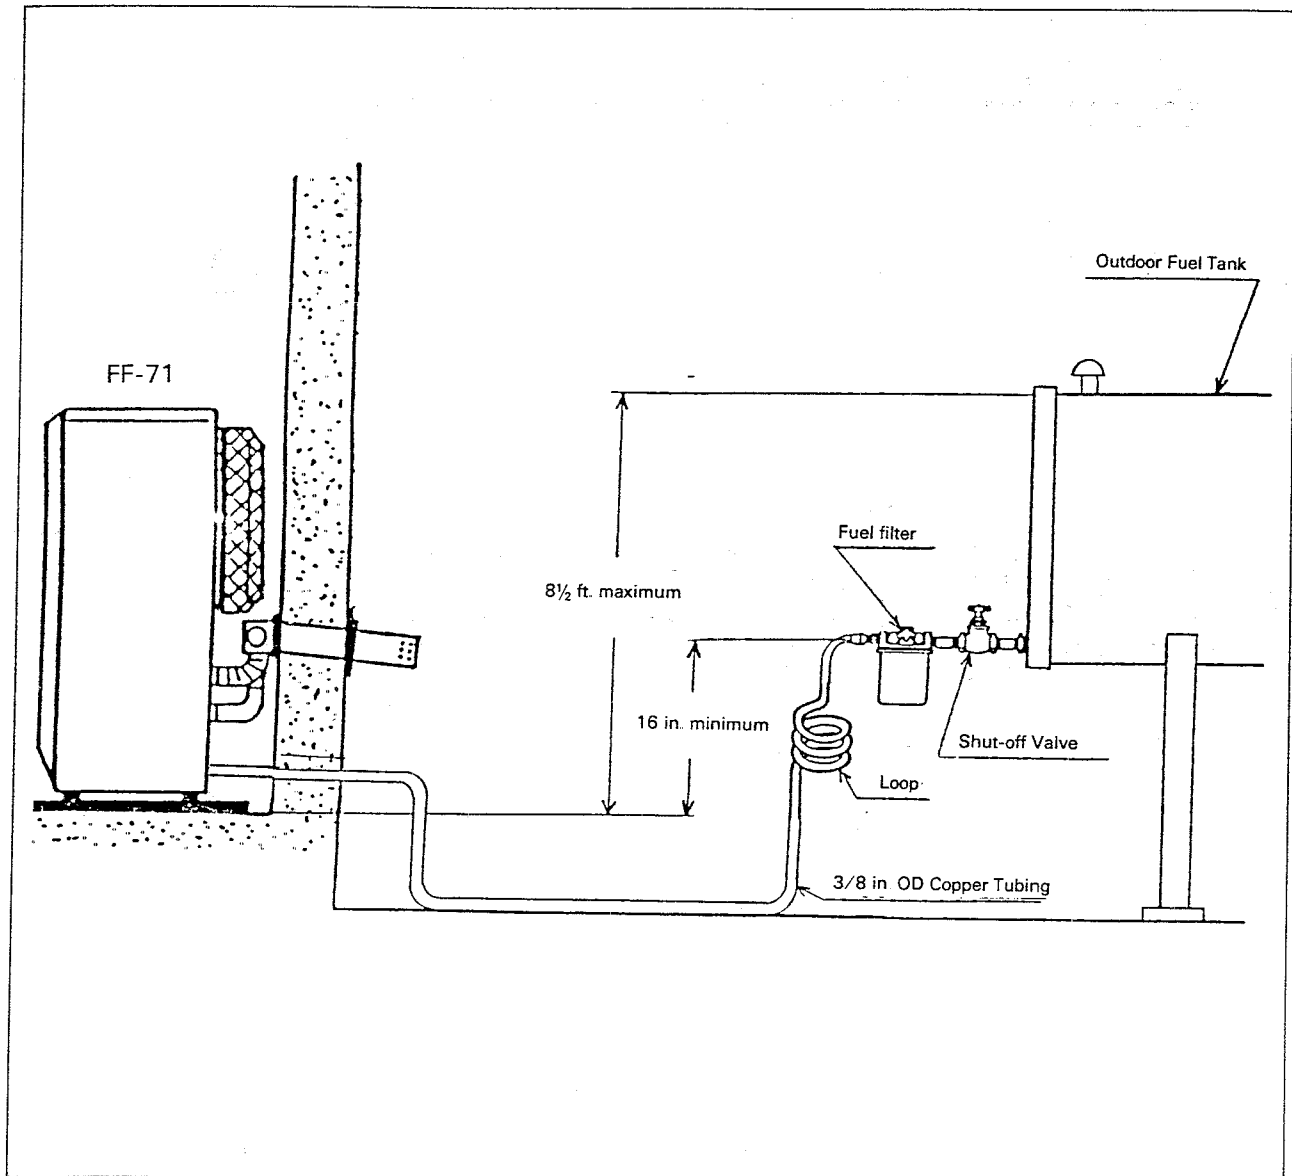 Outdoor Fuel Tank
FF-71
Fuel filter
8½ ft. maximum
16 in. minimum
Shut-off Valve
Loop
3/8 in. OD Copper Tubing